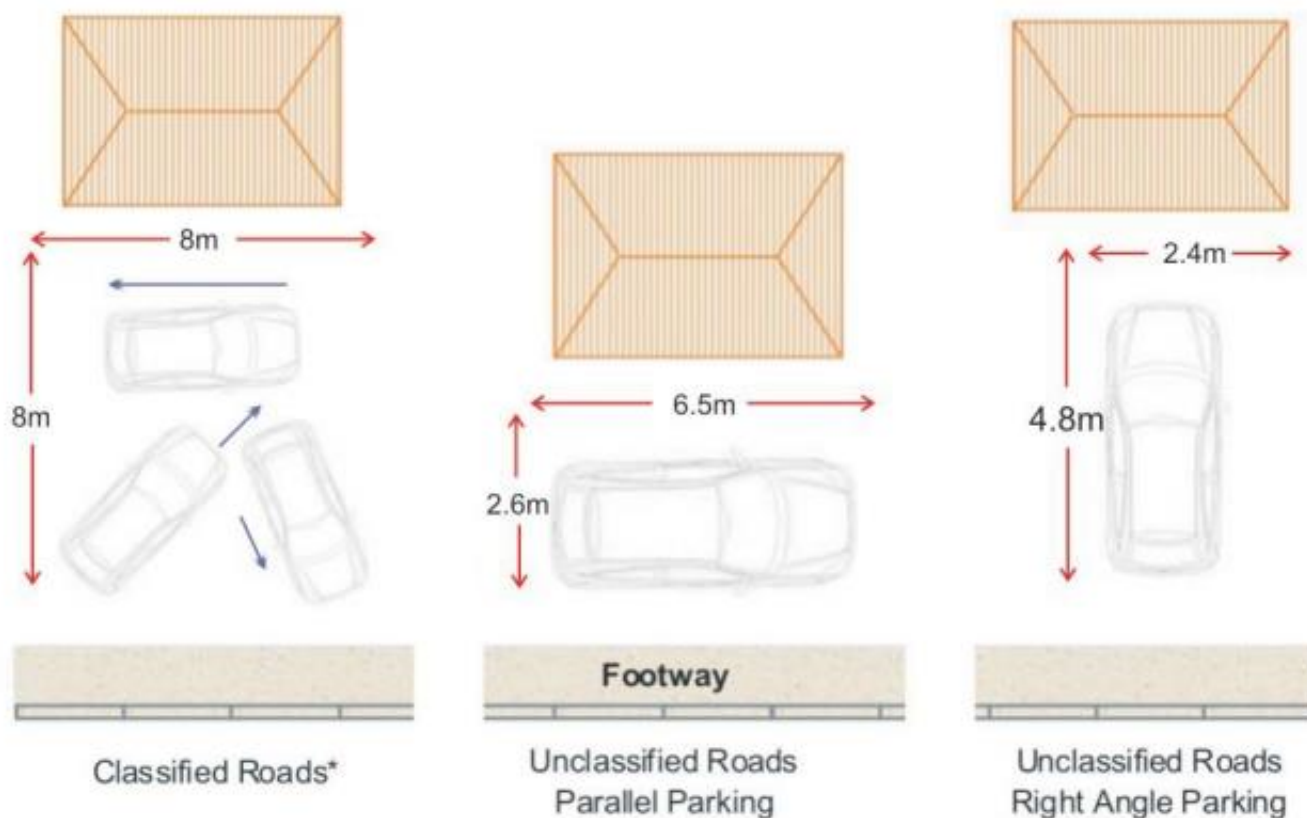 8m
8m
Classified Roads*
6.5m
2.6m
Footway
Unclassified Roads
Parallel Parking
2.4m
4.8m
Unclassified Roads
Right Angle Parking